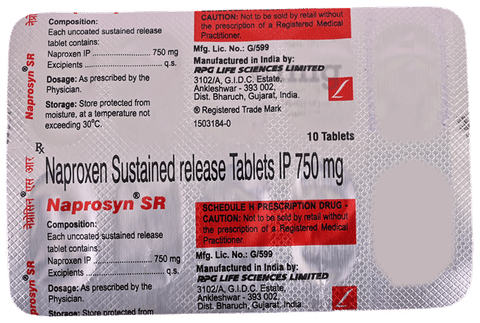 Naprosyn® SR
Composition:
Each uncoated sustained release
tablet contains:
Naproxen IP 750 mg
Excipients q.s.
Dosage: As prescribed by the
Physician.
Storage: Store protected from
moisture, at a temperature not
exceeding 30°C.
CAUTION: Not to be sold by retail without
the prescription of a Registered Medical
Practitioner.
Mfg. Lic. No.: G/599
Manufactured in India by:
RPG LIFE SCIENCES LIMITED
3102/A, G.I.D.C. Estate,
Ankleshwar - 393 002,
Dist. Bharuch, Gujarat, India.
® Registered Trade Mark
1503184-0
10 Tablets
Rx
Naproxen Sustained release Tablets IP 750 mg
नेप्रोसिन एस आर
Naprosyn® SR
Composition:
Each uncoated sustained release
tablet contains:
Naproxen IP 750 mg
Excipients q.s.
Dosage: As prescribed by the
Physician.
Storage: Store protected from
SCHEDULE H PRESCRIPTION DRUG -
CAUTION: Not to be sold by retail without
the prescription of a Registered Medical
Practitioner.
Mfg. Lic. No.: G/599
Manufactured in India by:
RPG LIFE SCIENCES LIMITED
3102/A, G.I.D.C. Estate,
Ankleshwar - 393 002,
Dist. Bharuch, Gujarat, India.
® Registered Trade Mark
Naprosyn® SR